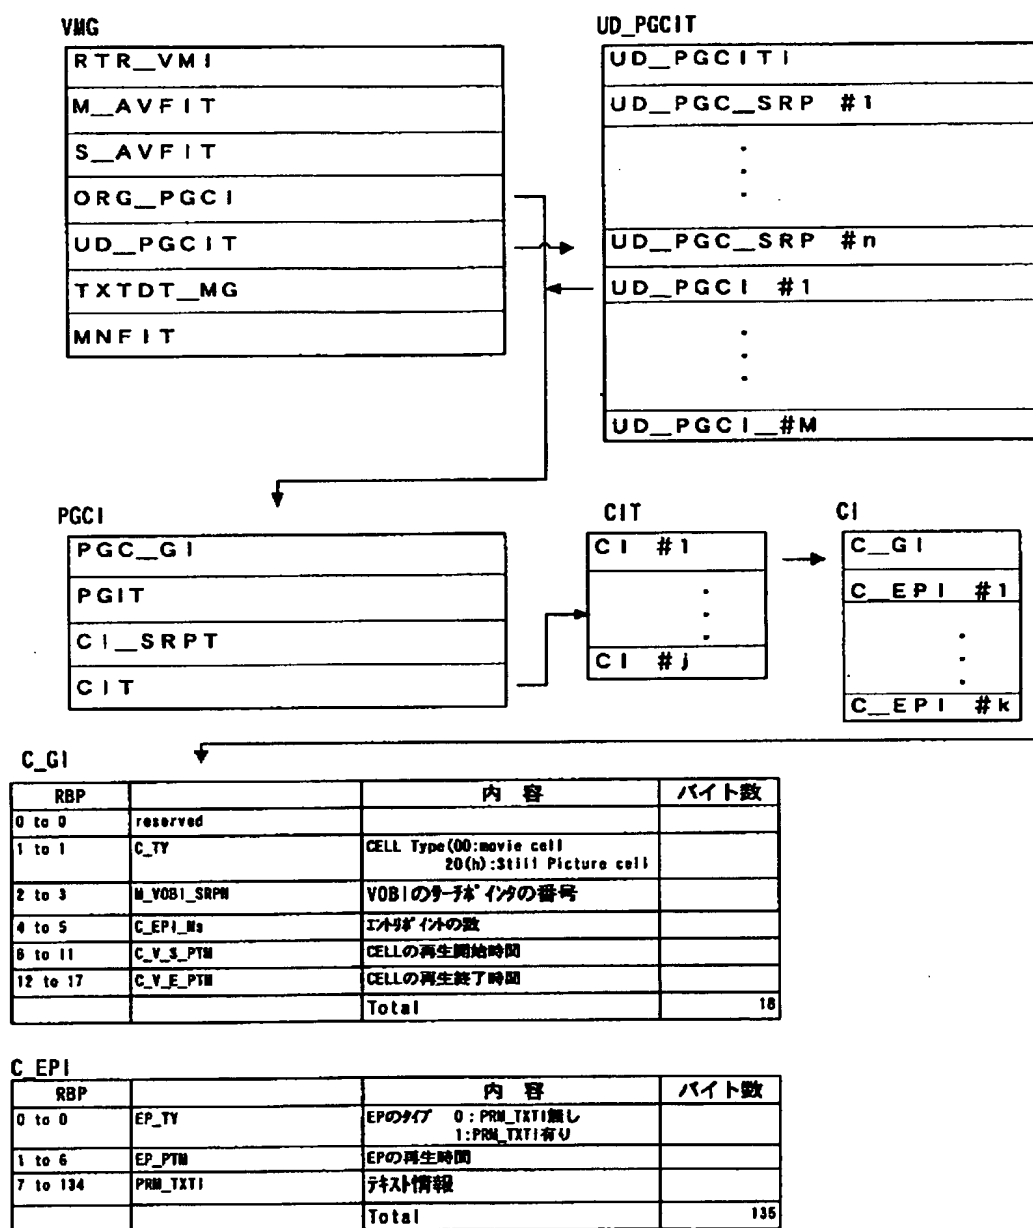 VMG
RTR_VMI
M_AVFIT
S_AVFIT
ORG_PGCI
UD_PGCIT
TXTDT_MG
MNFIT
UD_PGCIT
UD_PGCITI
UD_PGC_SRP #1
UD_PGC_SRP #n
UD_PGCI #1
UD_PGCI_#M
PGCI
PGC_GI
PGIT
CI_SRPT
CIT
CIT
CI #1
CI #j
CI
C_GI
C_EPI #1
C_EPI #k
C_GI
RBP 内 容 バイト数
0 to 0 reserved
1 to 1 C_TY CELL Type(00:movie cell
20(h):Still Picture cell
2 to 3 M_VOBI_SRPN VOBIのサーチポインタの番号
4 to 5 C_EPI_Ns エントリポイントの数
6 to 11 C_V_S_PTM CELLの再生開始時間
12 to 17 C_V_E_PTM CELLの再生終了時間
Total 18
C_EPI
RBP 内 容 バイト数
0 to 0 EP_TY EPのタイプ 0:PRM_TXTI無し
1:PRM_TXTI有り
1 to 6 EP_PTM EPの再生時間
7 to 134 PRM_TXTI テキスト情報
Total 135